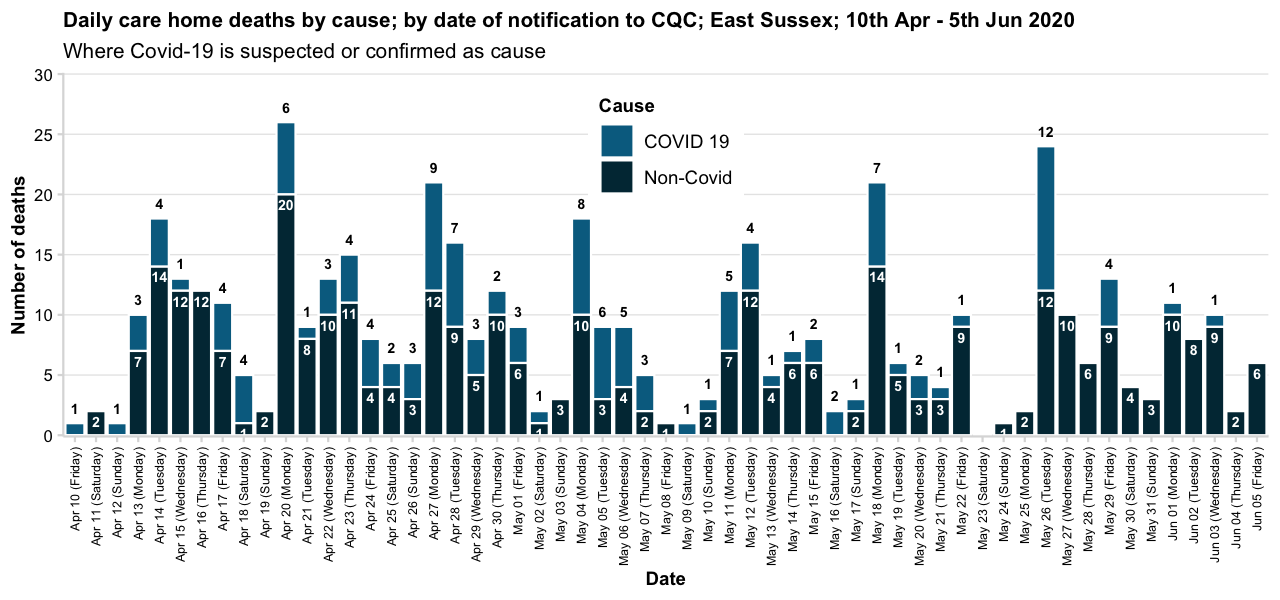 Daily care home deaths by cause; by date of notification to CQC; East Sussex; 10th Apr - 5th Jun 2020
Where Covid-19 is suspected or confirmed as cause
Number of deaths
30
25
20
15
10
5
0
Cause
COVID 19
Non-Covid
1 1 3 4 1 4 4 6 1 3 4 4 2 3 9 7 3 2 3 1 8 6 5 3 1 1 5 4 1 1 2 2 1 7 1 2 1 1 12 4 1 1
2 7 14 12 12 7 1 2 20 8 10 11 4 4 3 12 9 5 10 6 1 3 10 3 4 2 1 2 7 12 4 6 6 2 14 5 3 3 9 1 2 12 10 6 9 4 3 10 8 9 2 6
Apr 10 (Friday)
Apr 11 (Saturday)
Apr 12 (Sunday)
Apr 13 (Monday)
Apr 14 (Tuesday)
Apr 15 (Wednesday)
Apr 16 (Thursday)
Apr 17 (Friday)
Apr 18 (Saturday)
Apr 19 (Sunday)
Apr 20 (Monday)
Apr 21 (Tuesday)
Apr 22 (Wednesday)
Apr 23 (Thursday)
Apr 24 (Friday)
Apr 25 (Saturday)
Apr 26 (Sunday)
Apr 27 (Monday)
Apr 28 (Tuesday)
Apr 29 (Wednesday)
Apr 30 (Thursday)
May 01 (Friday)
May 02 (Saturday)
May 03 (Sunday)
May 04 (Monday)
May 05 (Tuesday)
May 06 (Wednesday)
May 07 (Thursday)
May 08 (Friday)
May 09 (Saturday)
May 10 (Sunday)
May 11 (Monday)
May 12 (Tuesday)
May 13 (Wednesday)
May 14 (Thursday)
May 15 (Friday)
May 16 (Saturday)
May 17 (Sunday)
May 18 (Monday)
May 19 (Tuesday)
May 20 (Wednesday)
May 21 (Thursday)
May 22 (Friday)
May 23 (Saturday)
May 24 (Sunday)
May 25 (Monday)
May 26 (Tuesday)
May 27 (Wednesday)
May 28 (Thursday)
May 29 (Friday)
May 30 (Saturday)
May 31 (Sunday)
Jun 01 (Monday)
Jun 02 (Tuesday)
Jun 03 (Wednesday)
Jun 04 (Thursday)
Jun 05 (Friday)
Date